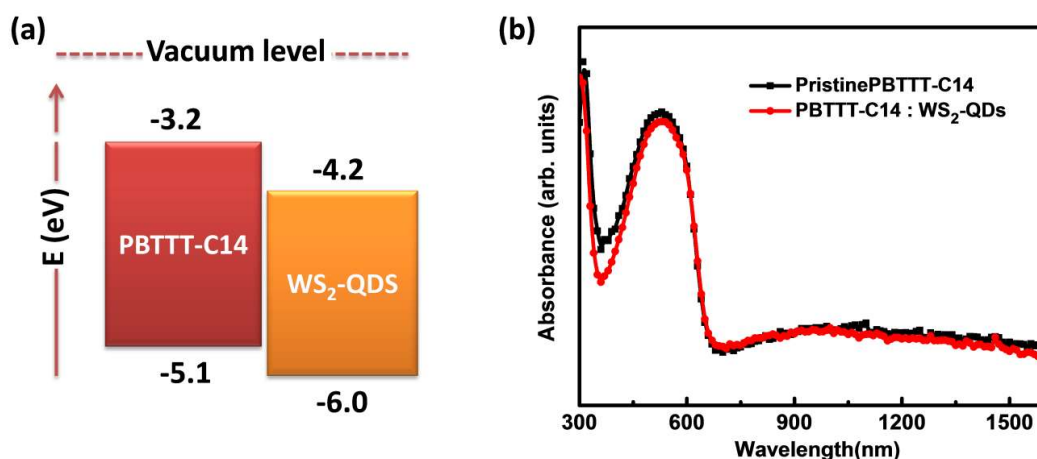 (a)
Vacuum level
E (eV)
-3.2
-4.2
PBTTT-C14
WS₂-QDS
-5.1
-6.0
(b)
PristinePBTTT-C14
PBTTT-C14 : WS₂-QDs
Absorbance (arb. units)
300 600 900 1200 1500
Wavelength(nm)